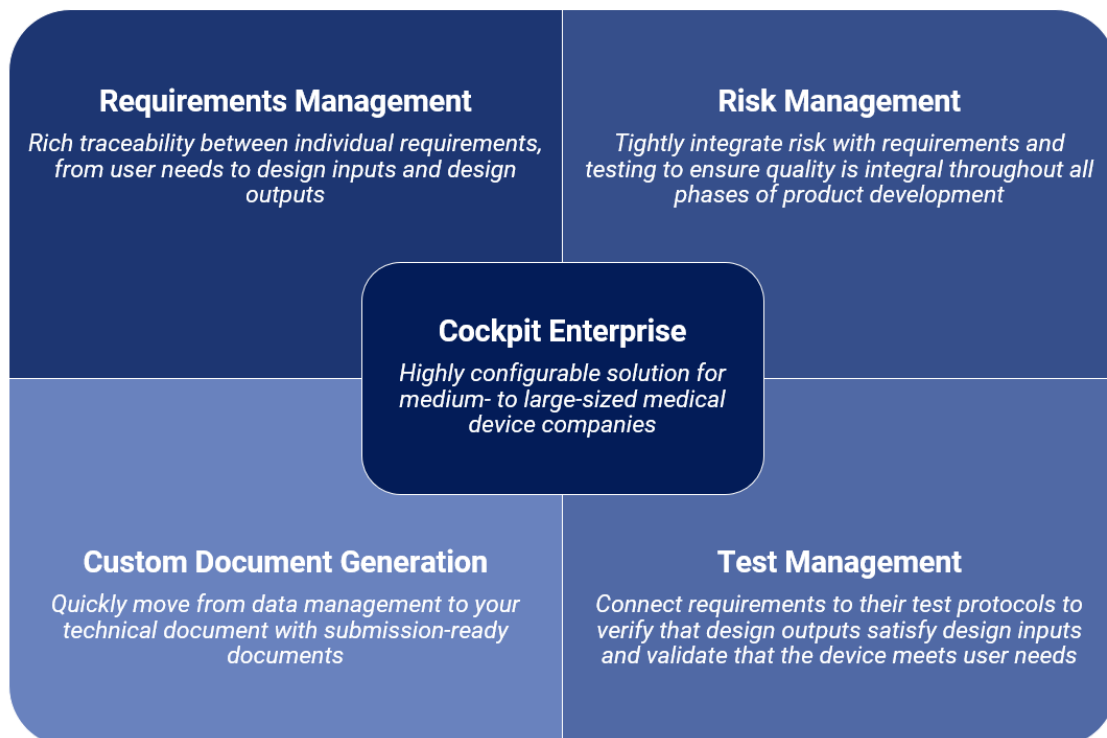 Requirements Management
Rich traceability between individual requirements,
from user needs to design inputs and design
outputs
Risk Management
Tightly integrate risk with requirements and
testing to ensure quality is integral throughout all
phases of product development
Cockpit Enterprise
Highly configurable solution for
medium- to large-sized medical
device companies
Custom Document Generation
Quickly move from data management to your
technical document with submission-ready
documents
Test Management
Connect requirements to their test protocols to
verify that design outputs satisfy design inputs
and validate that the device meets user needs